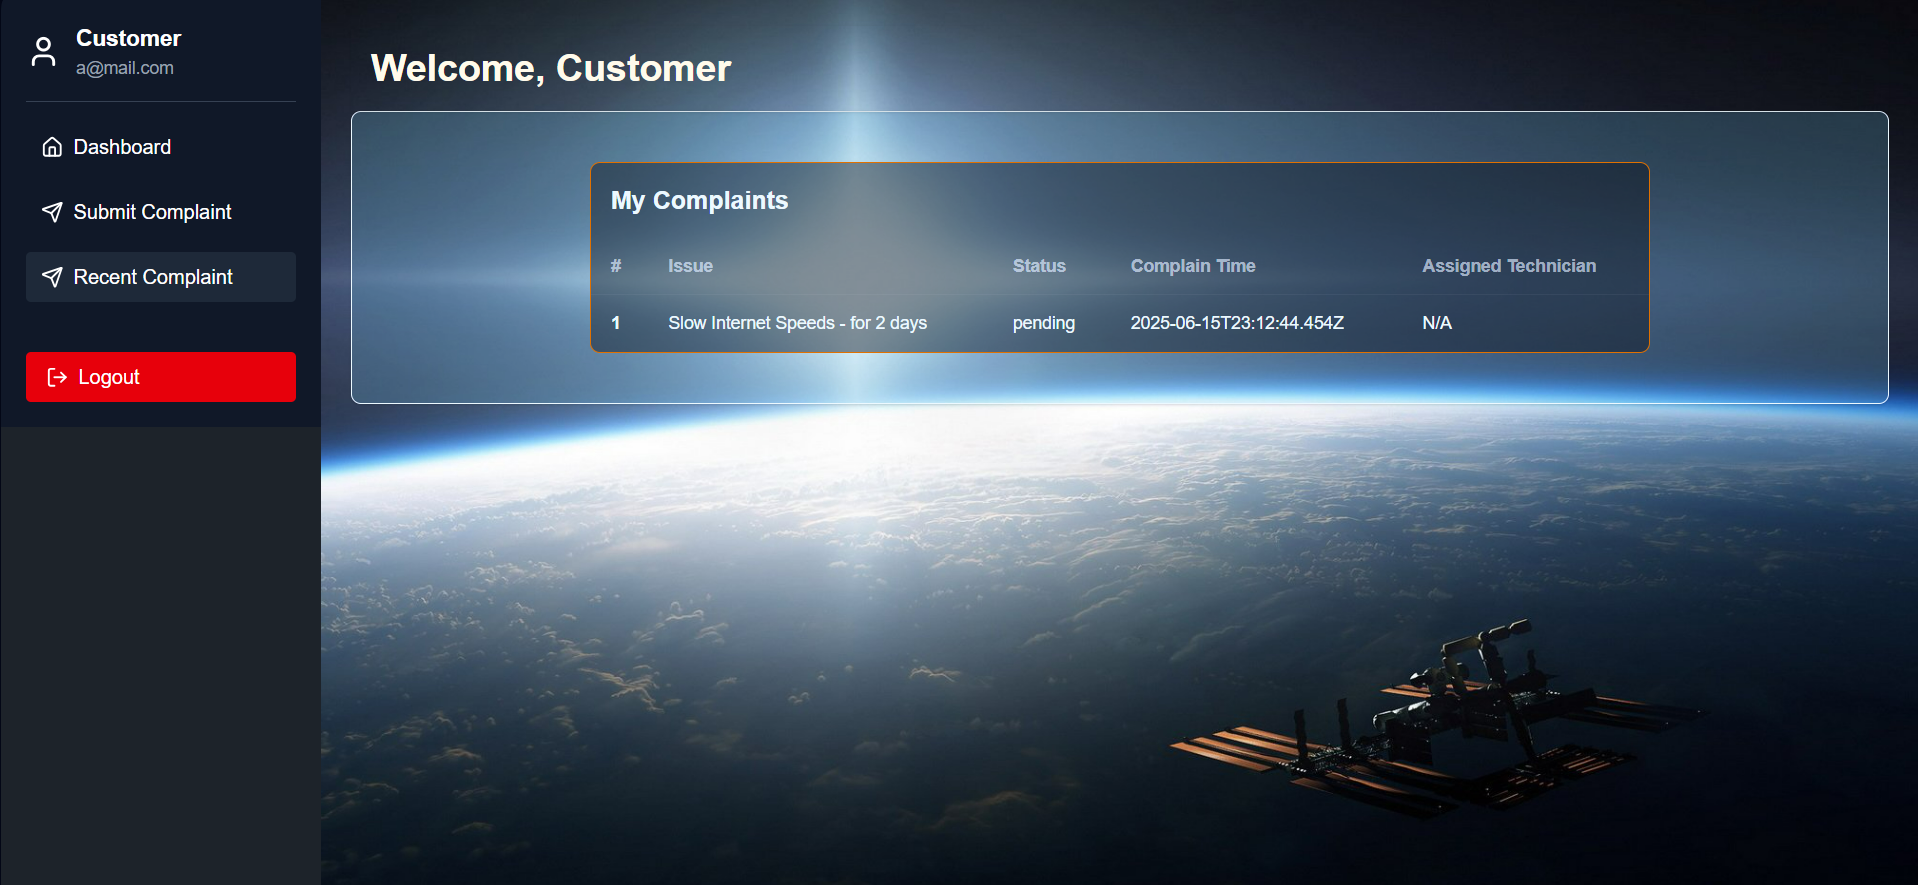 Customer
a@mail.com
Dashboard
Submit Complaint
Recent Complaint
Logout
Welcome, Customer
My Complaints
# Issue Status Complain Time Assigned Technician
1 Slow Internet Speeds - for 2 days pending 2025-06-15T23:12:44.454Z N/A